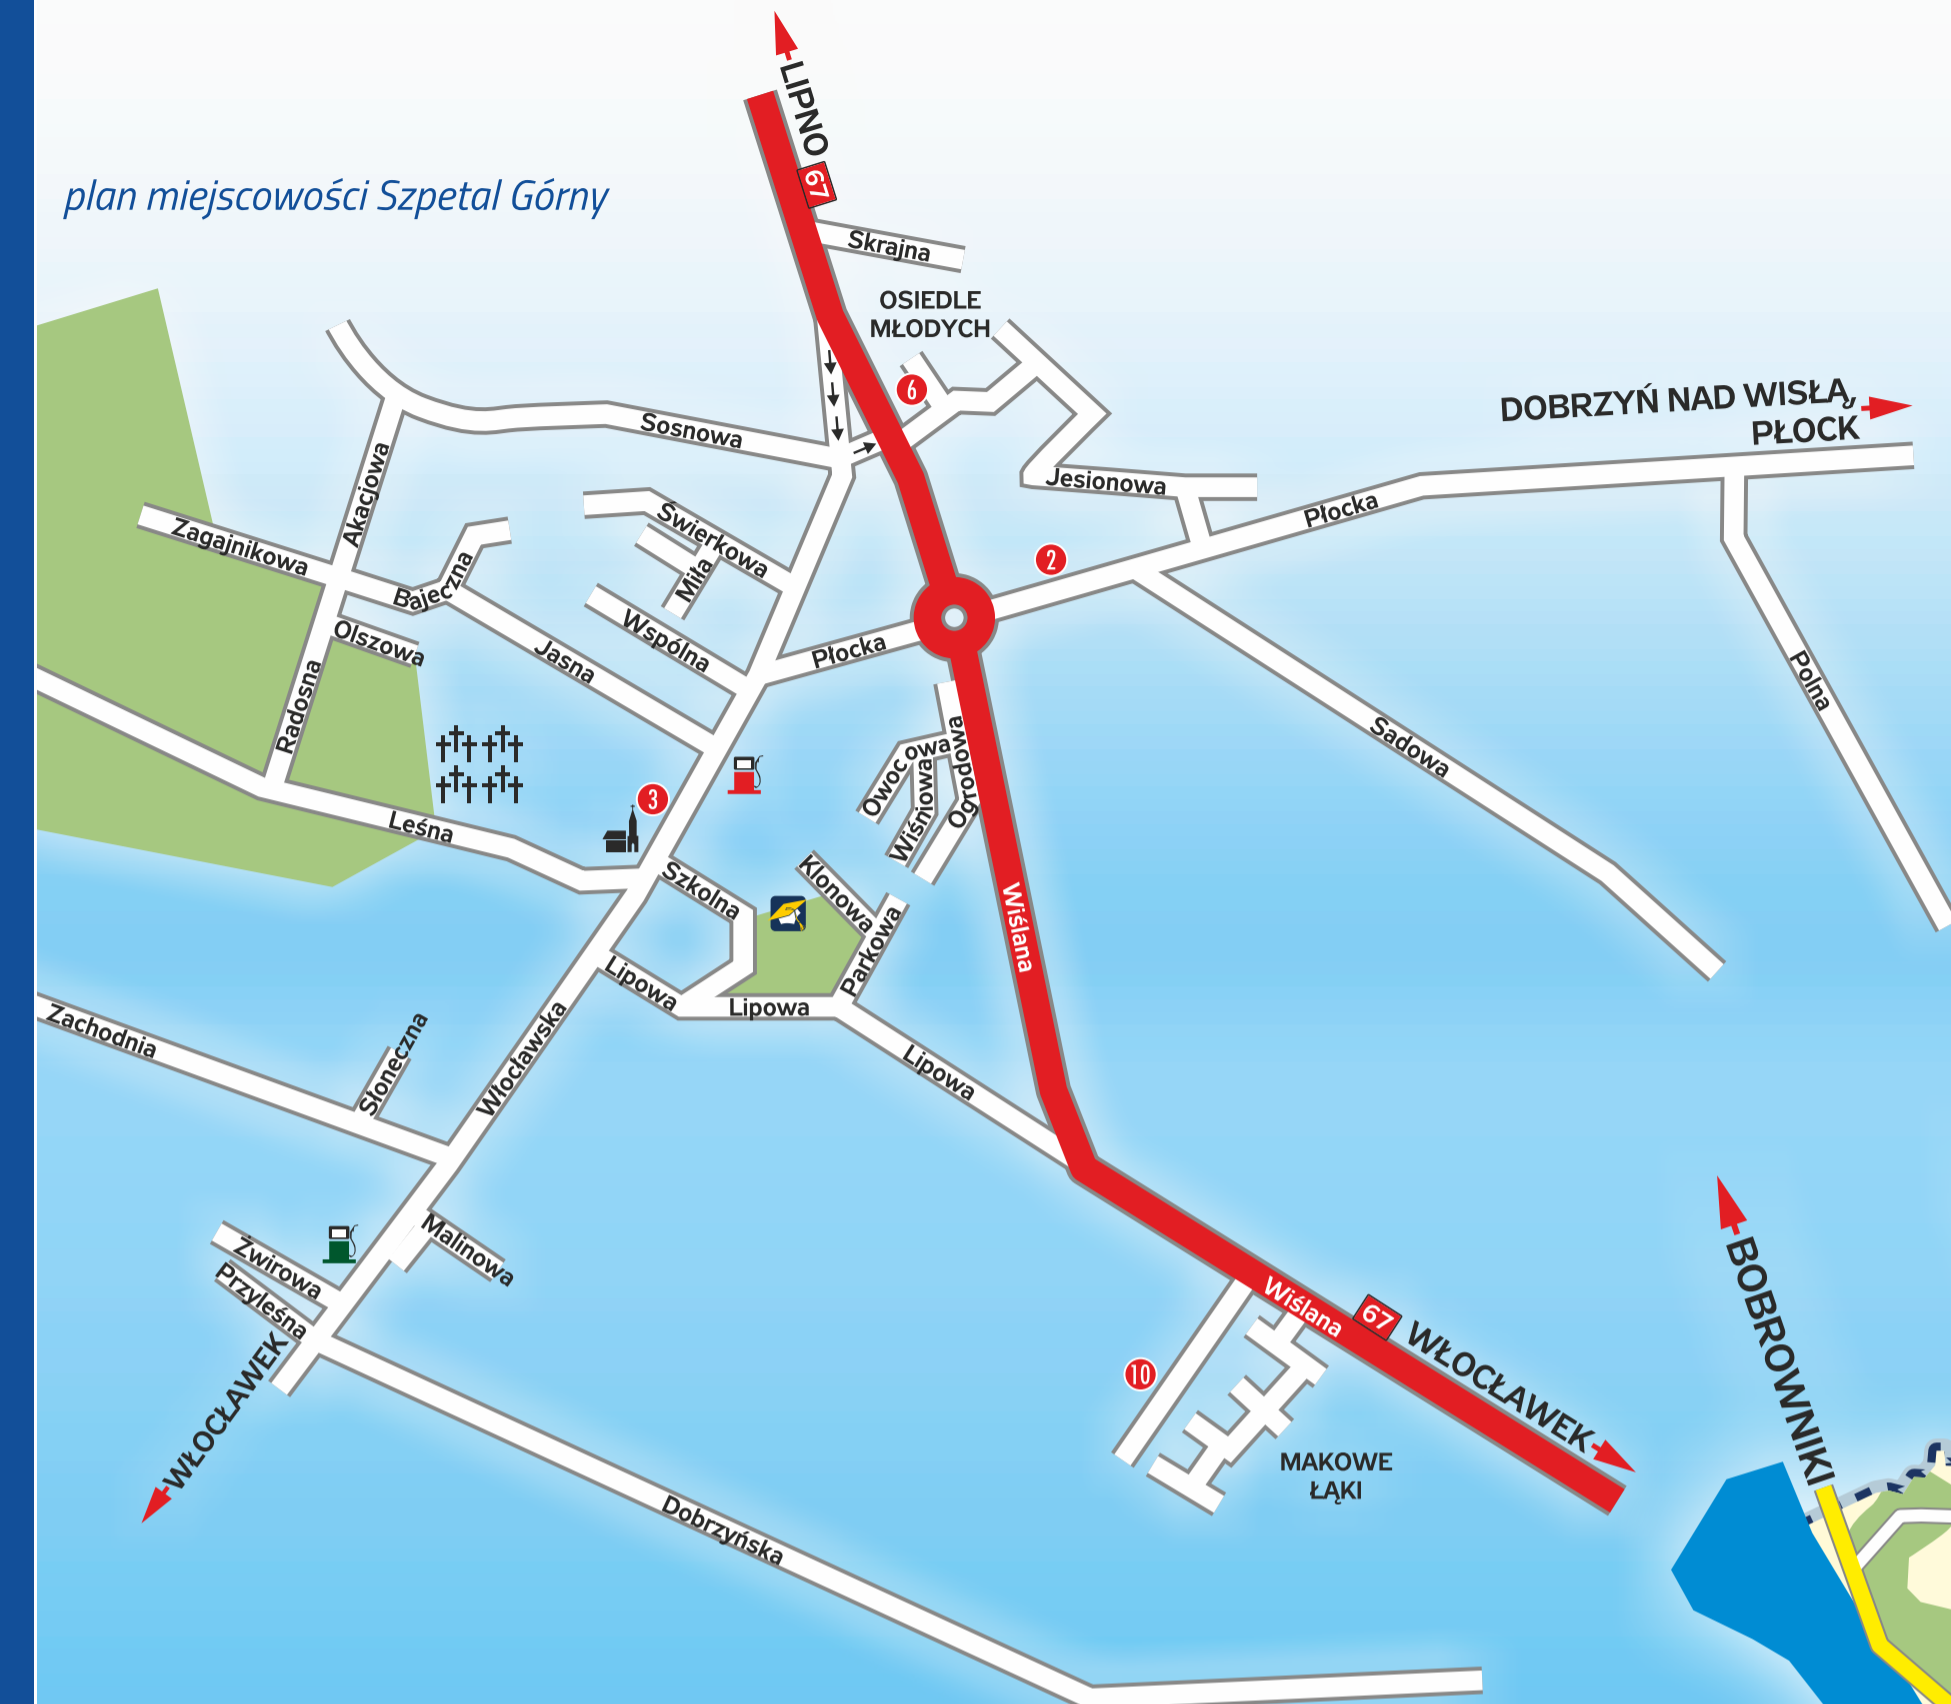 LIPNO
67
plan miejscowości Szpetal Górny
Skrajna
OSIEDLE
MŁODYCH
6
DOBRZYŃ NAD WISŁĄ,
PŁOCK
Sosnowa
Akacjowa
Jesionowa
Płocka
Zagajnikowa
Świerkowa
Miła
2
Bajeczna
Olszowa
Jasna
Wspólna
Płocka
Radosna
Polna
Sadowa
Owocowa
Wiśniowa
Ogrodowa
3
Leśna
Szkolna
Klonowa
Parkowa
Wiślana
Lipowa
Lipowa
Lipowa
Zachodnia
Słoneczna
Włocławska
Malinowa
Żwirowa
Przyleśna
WŁOCŁAWEK
Wiślana
67
WŁOCŁAWEK
BOBROWNIKI
10
MAKOWE
ŁĄKI
Dobrzyńska